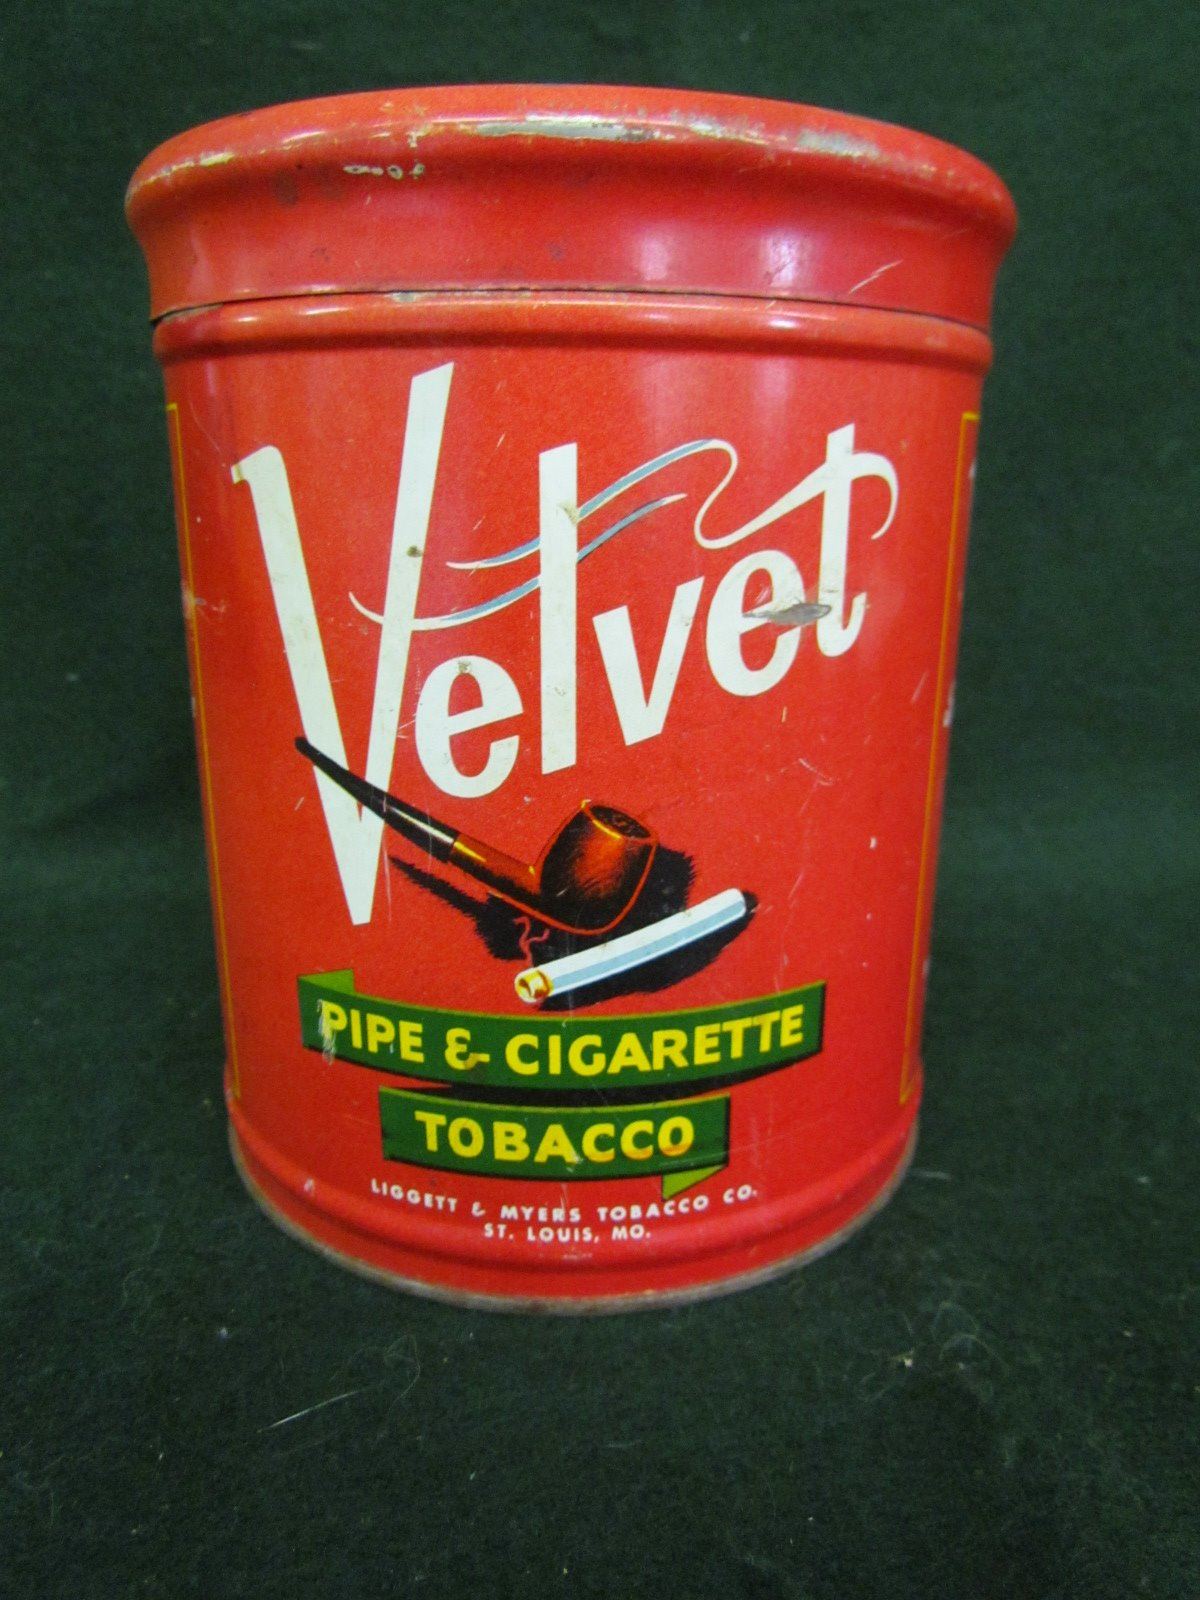 Velvet
PIPE & CIGARETTE
TOBACCO
LIGGETT & MYERS TOBACCO CO.
ST. LOUIS, MO.